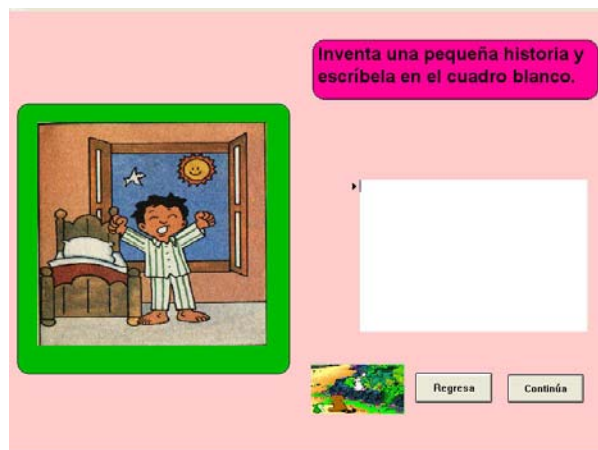 Inventa una pequeña historia y
escríbela en el cuadro blanco.
Regresa
Continúa